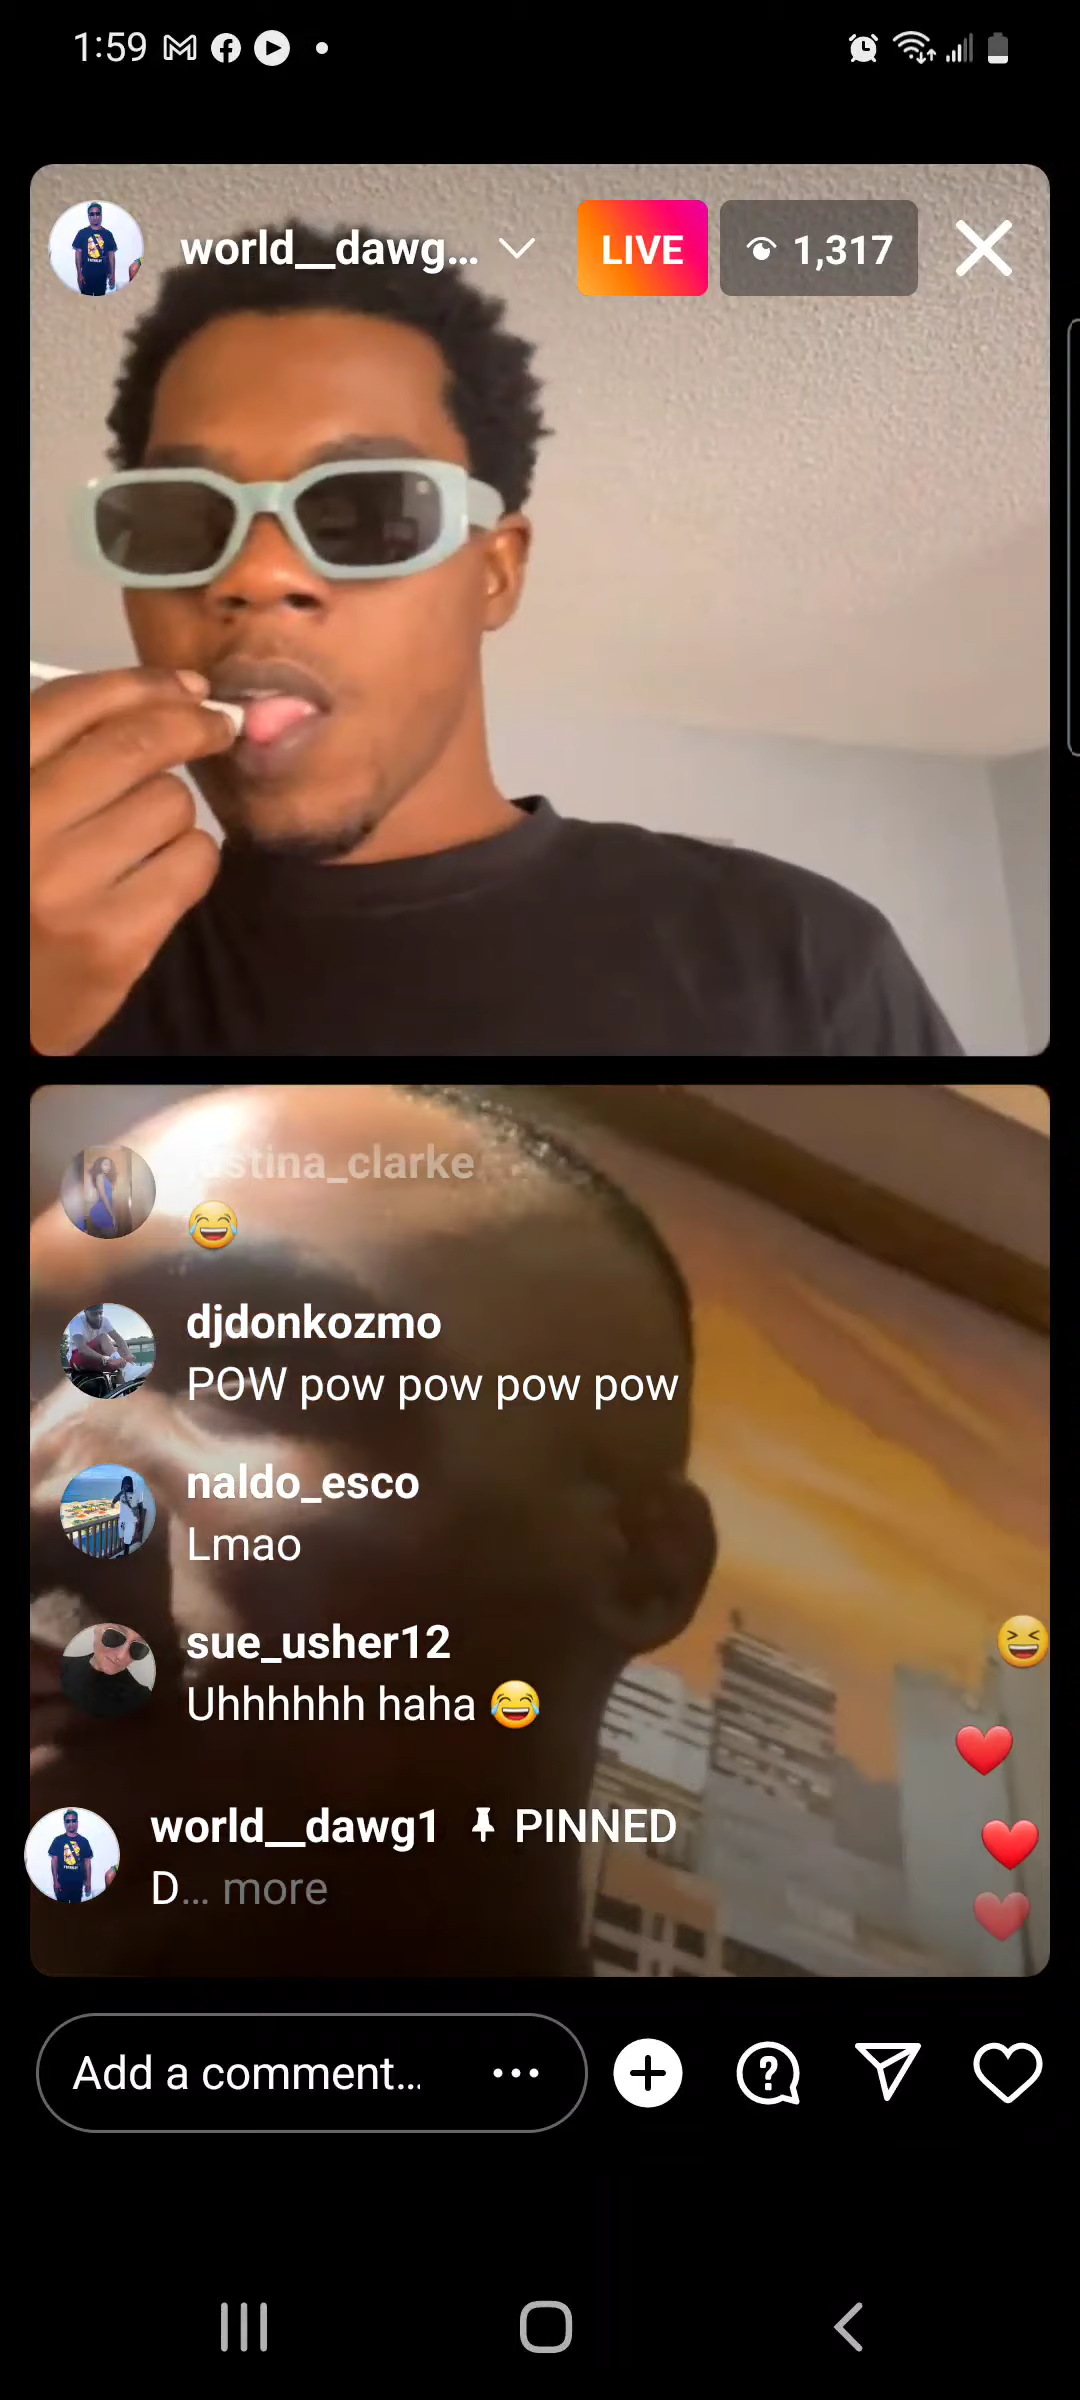 1:59
world__dawg...
LIVE
1,317
stina_clarke
😂
djdonkozmo
POW pow pow pow pow
naldo_esco
Lmao
sue_usher12
Uhhhhhh haha 😂
world__dawg1 PINNED
D... more
Add a comment...